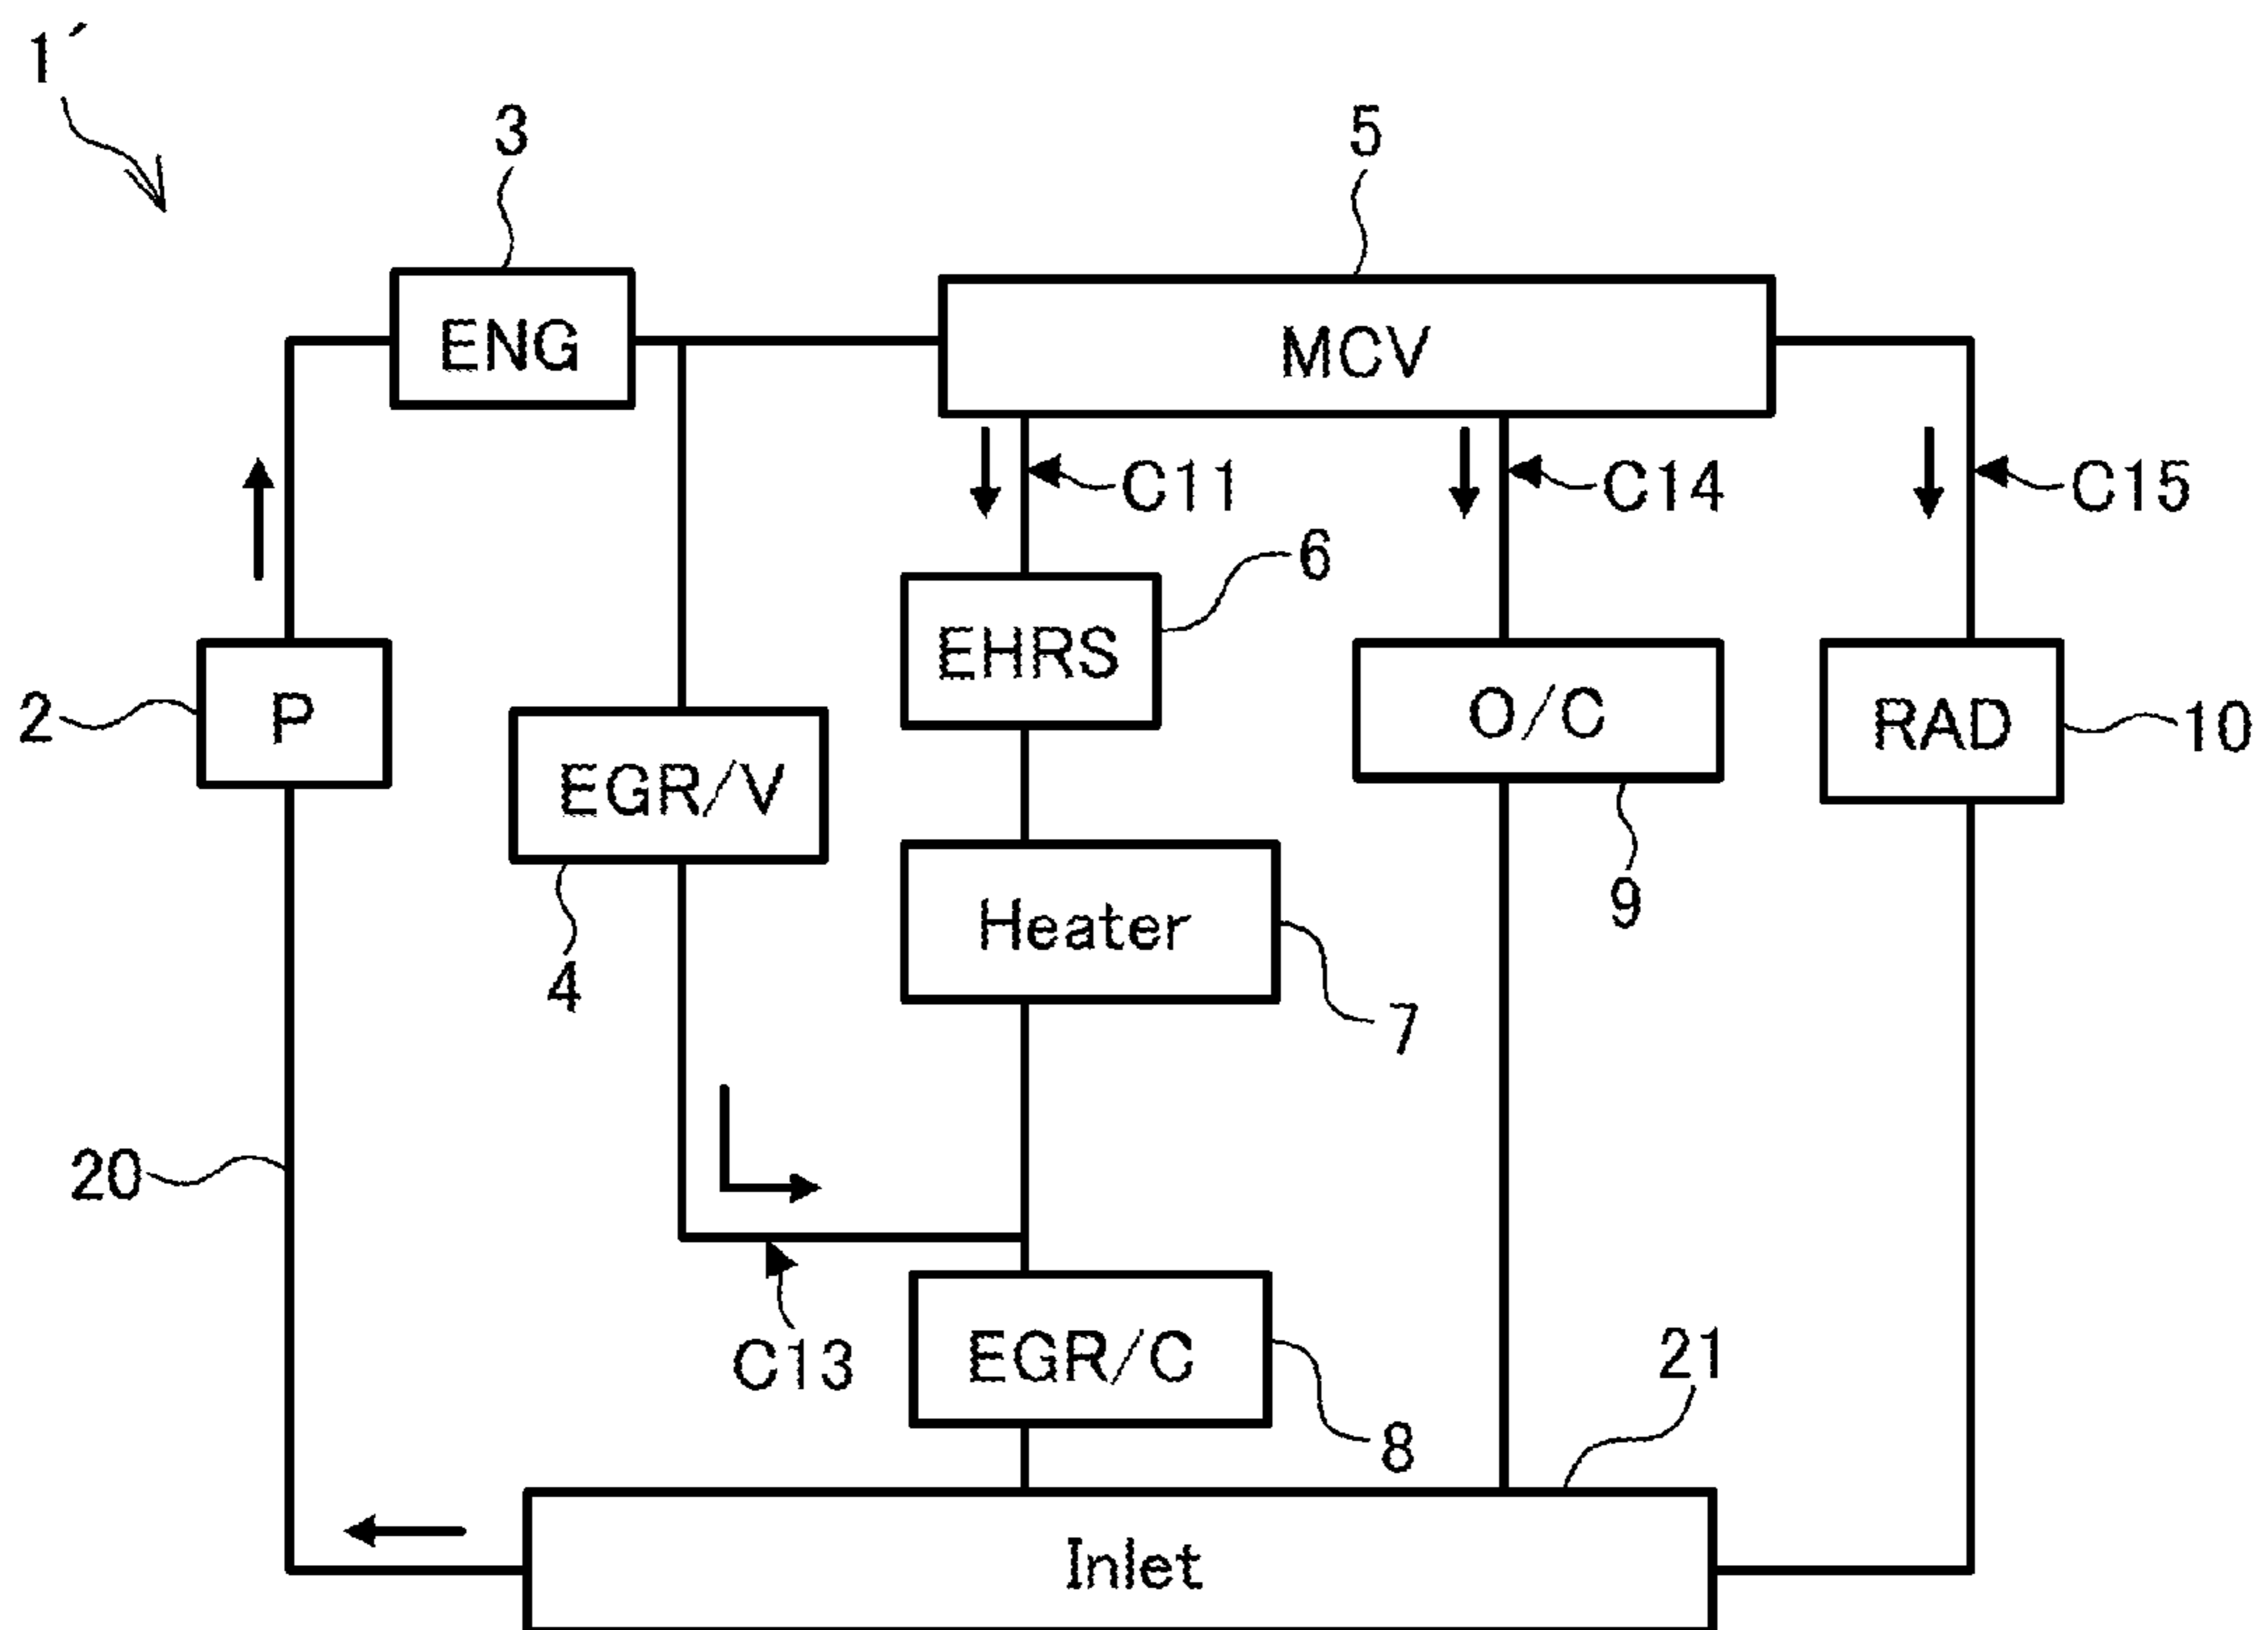 1´
3
5
ENG
MCV
C11
C14
C15
6
EHRS
2
P
O/C
RAD
10
EGR/V
9
Heater
4
7
20
C13
EGR/C
21
8
Inlet